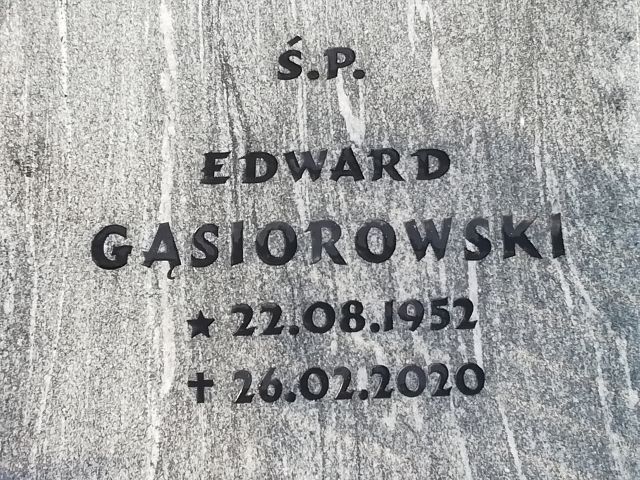 Ś.P.
EDWARD
GĄSIOROWSKI
★ 22.08.1952
✝ 26.02.2020